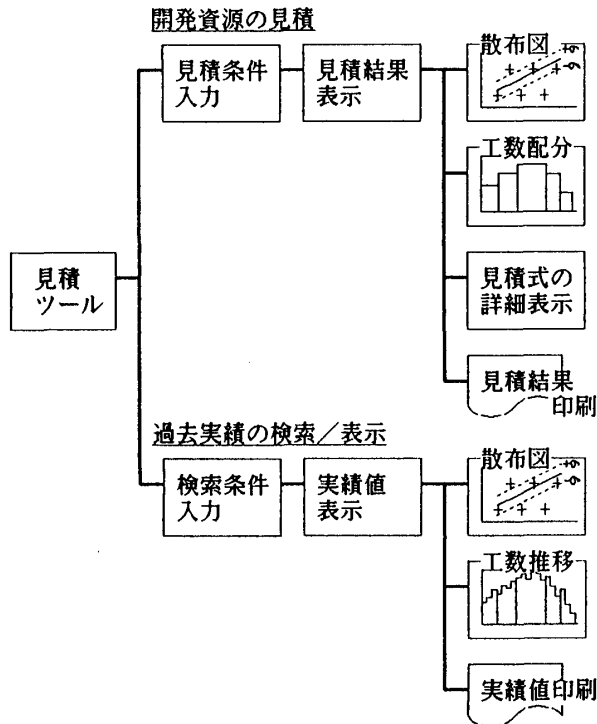 開発資源の見積
見積条件
入力
見積結果
表示
散布図
+σ
-σ
工数配分
見積
ツール
見積式の
詳細表示
見積結果
印刷
過去実績の検索／表示
検索条件
入力
実績値
表示
散布図
+σ
-σ
工数推移
実績値印刷